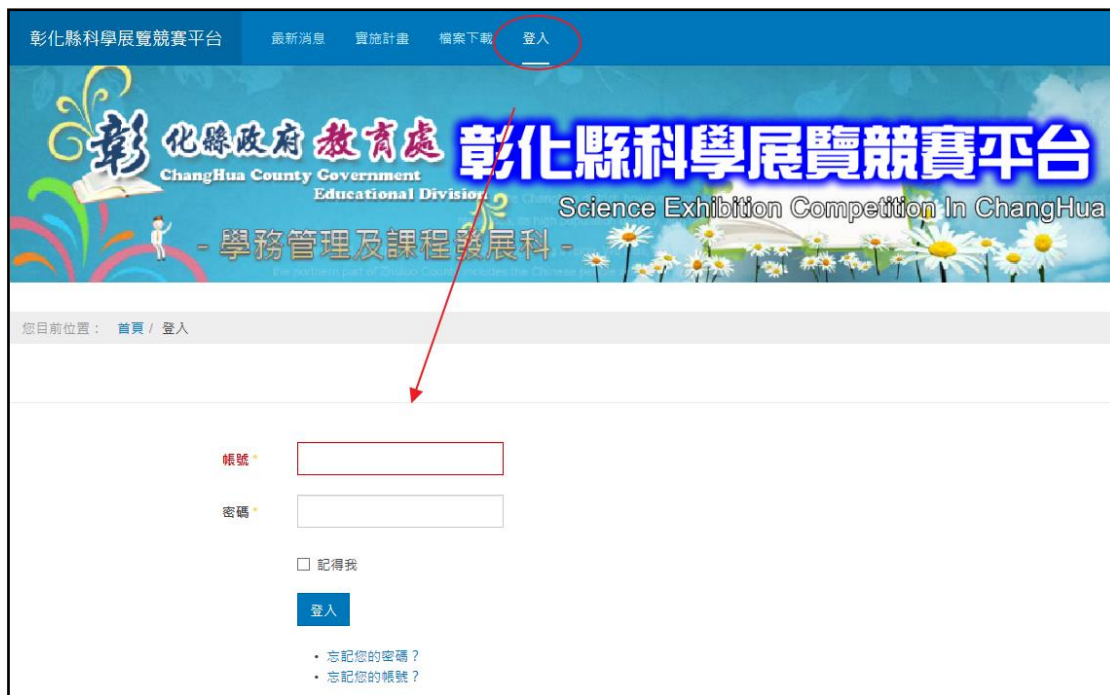 彰化縣科學展覽競賽平台 最新消息 實施計畫 檔案下載 登入
彰化縣政府 教育處
ChangHua County Government
Educational Division
彰化縣科學展覽競賽平台
Science Exhibition Competition In ChangHua
- 學務管理及課程發展科 -
您目前位置： 首頁 / 登入
帳號 *
密碼 *
記得我
登入
• 忘記您的密碼？
• 忘記您的帳號？